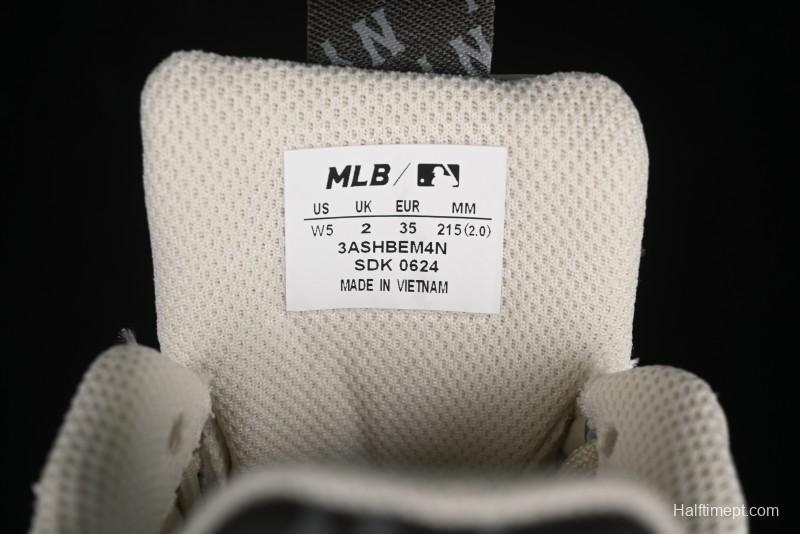 NY
MLB /
US UK EUR MM
W5 2 35 215(2.0)
3ASHBEM4N
SDK 0624
MADE IN VIETNAM
Halftimept.com